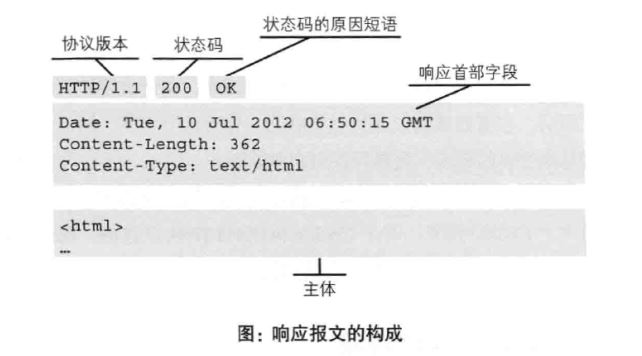 状态码的原因短语
协议版本 状态码
响应首部字段
HTTP/1.1 200 OK
Date: Tue, 10 Jul 2012 06:50:15 GMT
Content-Length: 362
Content-Type: text/html
<html>
…
主体
图：响应报文的构成